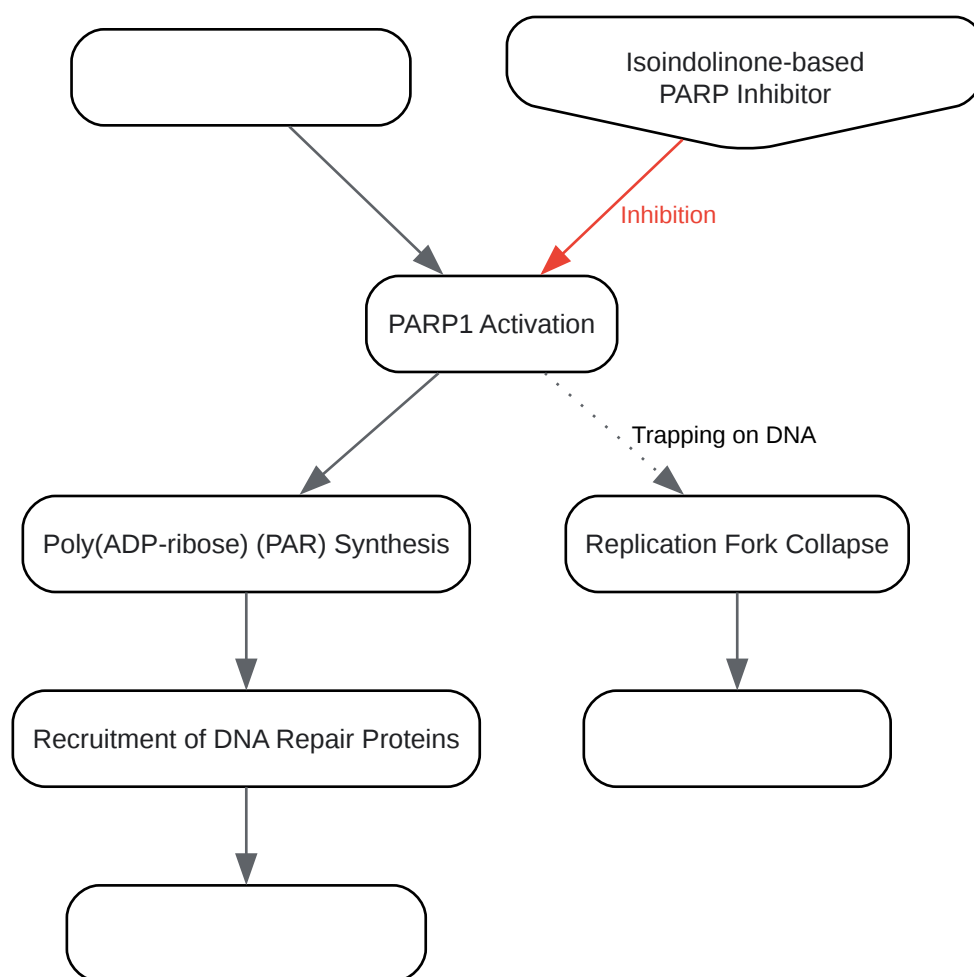 Isoindolinone-based
PARP Inhibitor
Inhibition
PARP1 Activation
Trapping on DNA
Poly(ADP-ribose) (PAR) Synthesis
Replication Fork Collapse
Recruitment of DNA Repair Proteins